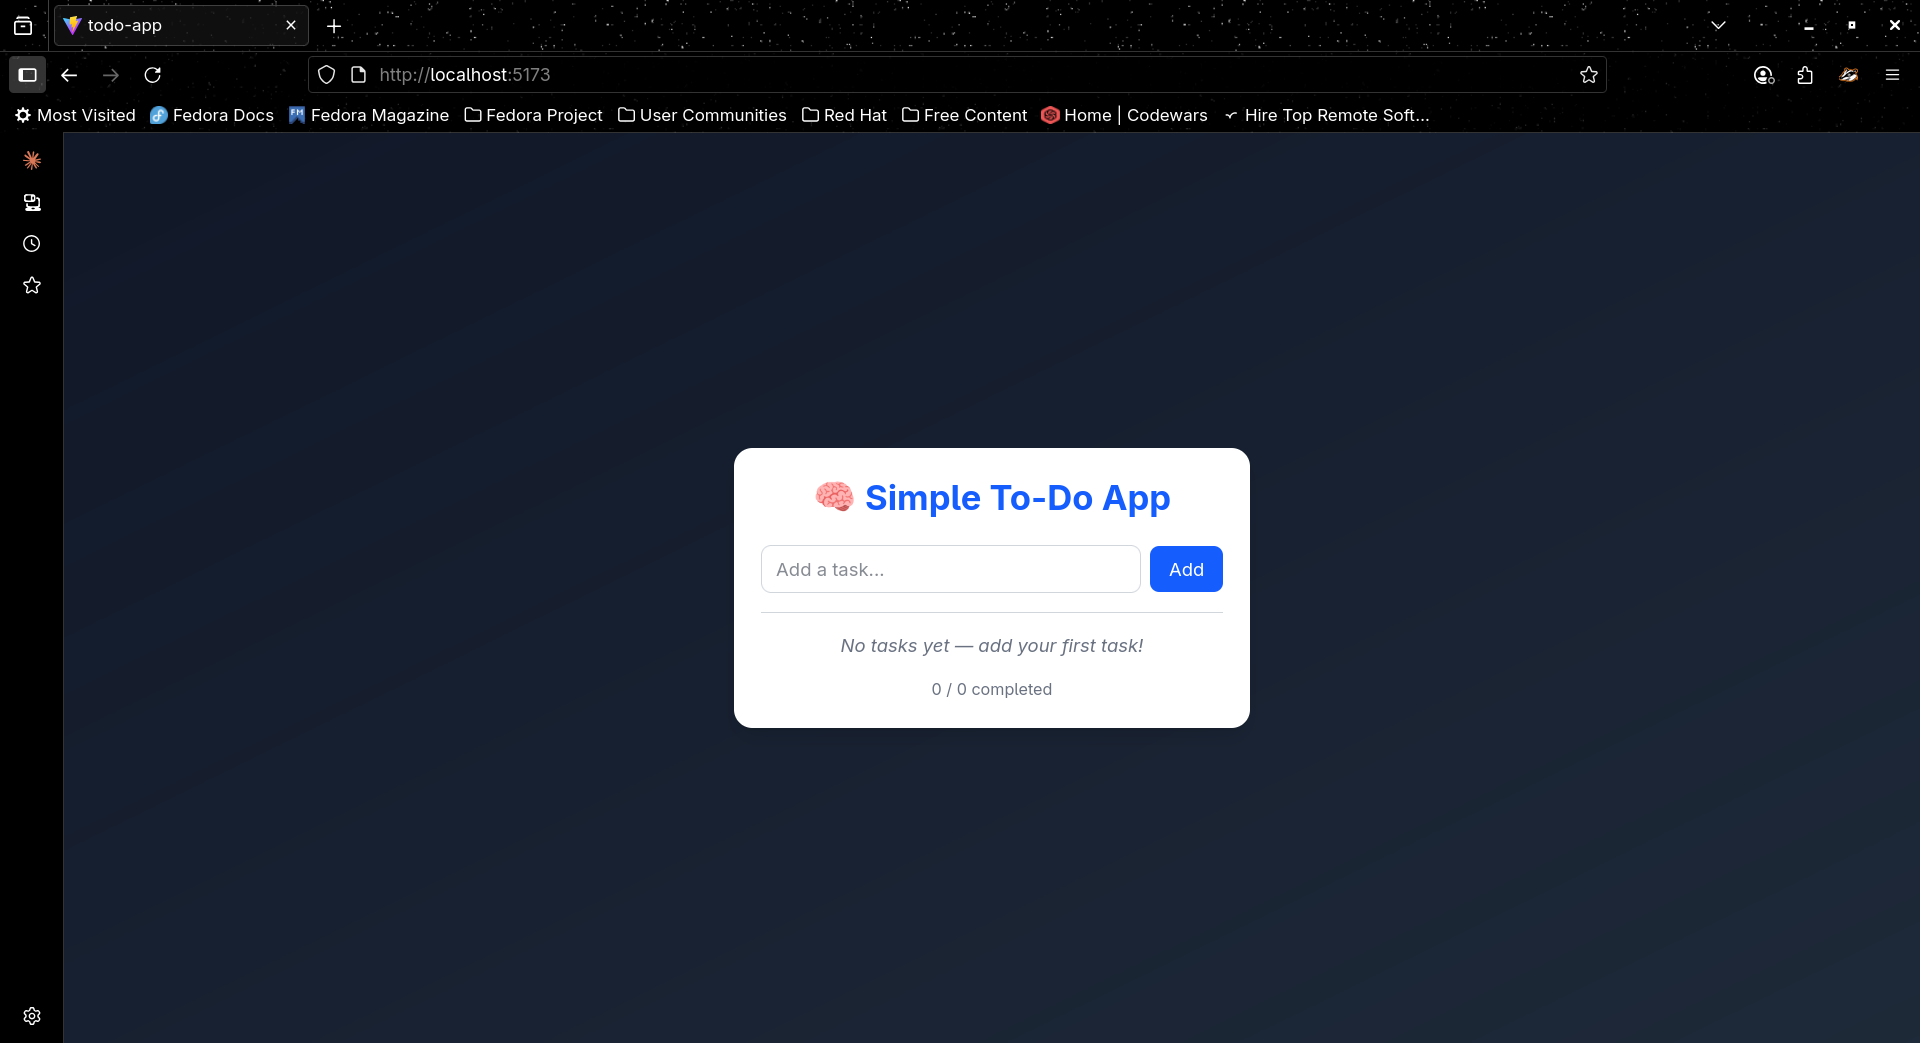 todo-app
http://localhost:5173
Most Visited Fedora Docs Fedora Magazine Fedora Project User Communities Red Hat Free Content Home | Codewars Hire Top Remote Soft...
🧠 Simple To-Do App
Add a task...
Add
No tasks yet — add your first task!
0 / 0 completed